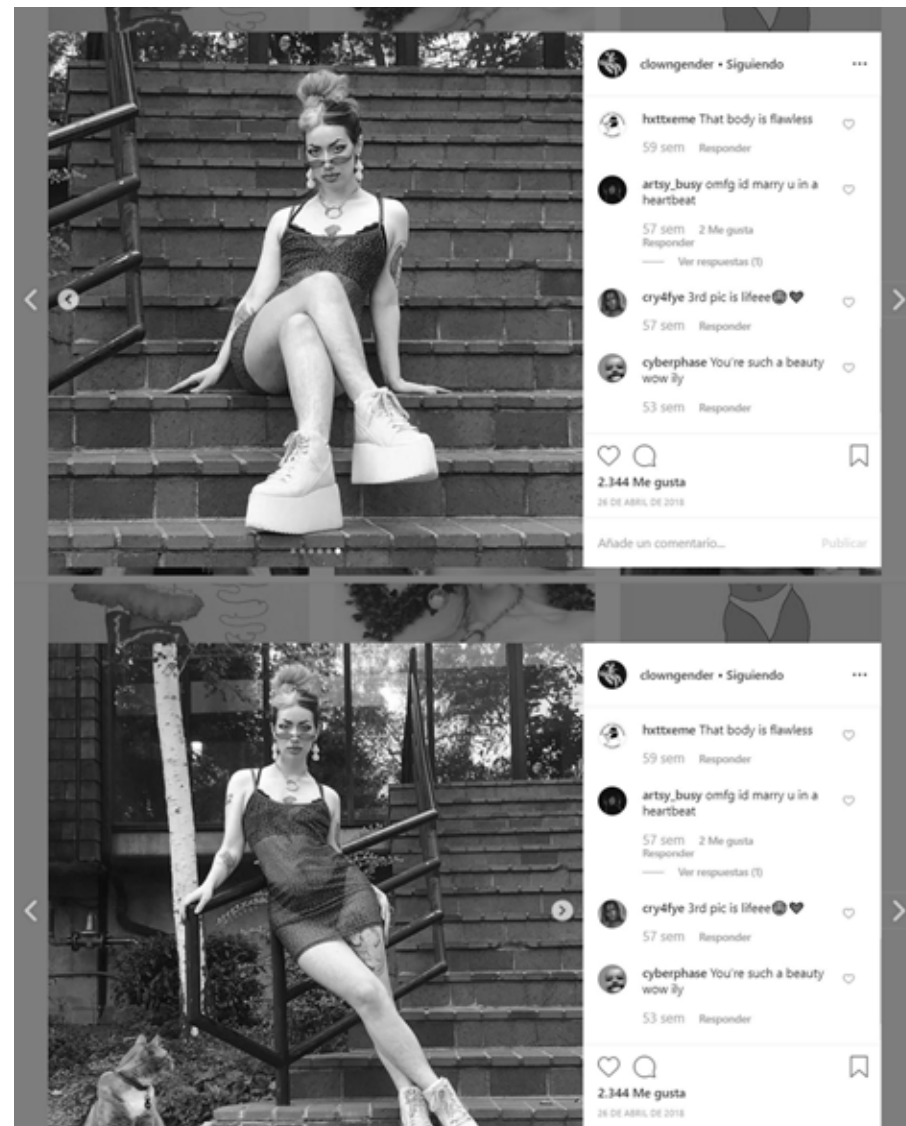 clowngender • Siguiendo
hxttxeme That body is flawless
59 sem Responder
artsy_busy omfg id marry u in a
heartbeat
57 sem 2 Me gusta
Responder
Ver respuestas (1)
cry4fye 3rd pic is lifeee
57 sem Responder
cyberphase You're such a beauty
wow ily
53 sem Responder
2.344 Me gusta
26 DE ABRIL DE 2018
Añade un comentario... Publicar
clowngender • Siguiendo
hxttxeme That body is flawless
59 sem Responder
artsy_busy omfg id marry u in a
heartbeat
57 sem 2 Me gusta
Responder
Ver respuestas (1)
cry4fye 3rd pic is lifeee
57 sem Responder
cyberphase You're such a beauty
wow ily
53 sem Responder
2.344 Me gusta
26 DE ABRIL DE 2018